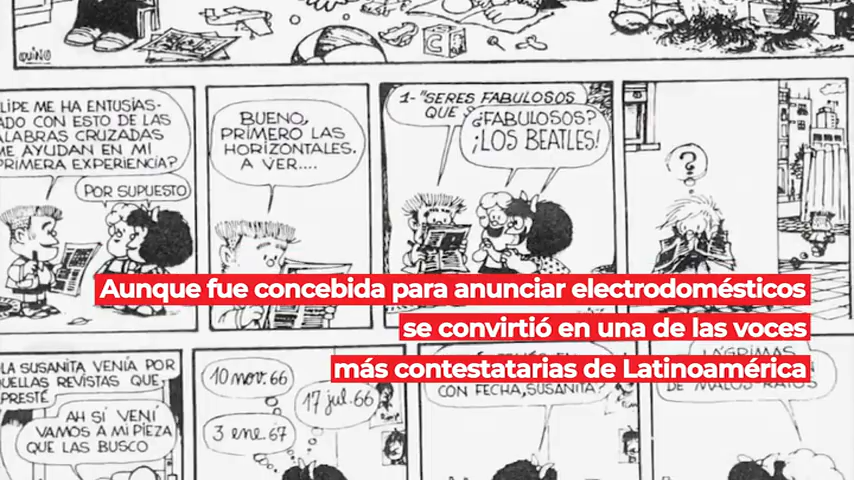 QUINO
LIPE ME HA ENTUSIAS-
ADO CON ESTO DE LAS
ALABRAS CRUZADAS
ME AYUDAN EN MI
PRIMERA EXPERIENCIA?
POR SUPUESTO
BUENO,
PRIMERO LAS
HORIZONTALES.
A VER....
1-"SERES FABULOSOS
QUE
¿FABULOSOS?
¡LOS BEATLES!
?
C
Aunque fue concebida para anunciar electrodomésticos
se convirtió en una de las voces
más contestatarias de Latinoamérica
LA SUSANITA VENÍA POR
QUELLAS REVISTAS QUE
PRESTÉ
AH SÍ VENÍ
VAMOS A MI PIEZA
QUE LAS BUSCO
10 nov. 66
17 jul. 66
3 ene. 67
CON FECHA, SUSANITA?
LÁGRIMAS
DE MALOS RATOS